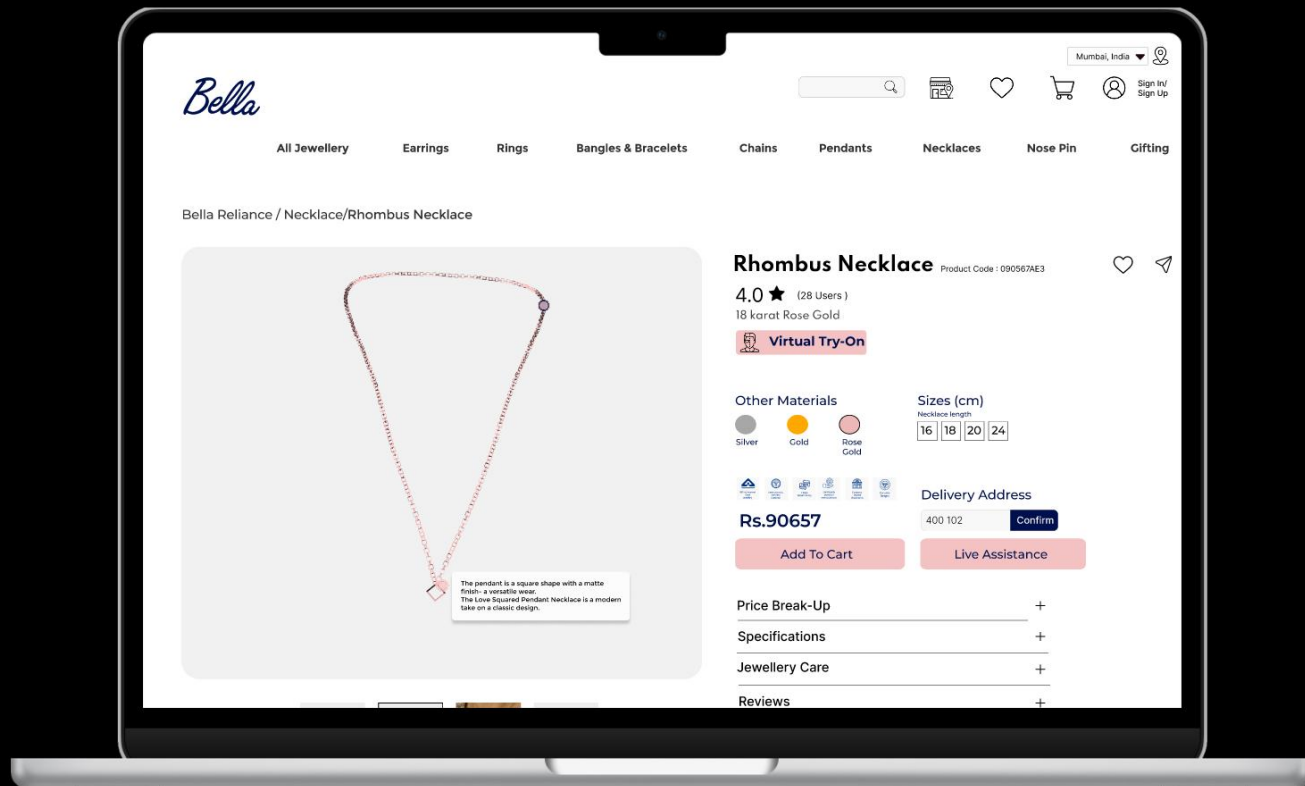 Mumbai, India
Bella
Sign In/
Sign Up
All Jewellery Earrings Rings Bangles & Bracelets Chains Pendants Necklaces Nose Pin Gifting
Bella Reliance / Necklace/Rhombus Necklace
Rhombus Necklace Product Code : 090567AE3
4.0 ★ (28 Users )
18 karat Rose Gold
Virtual Try-On
Other Materials
Silver Gold Rose
Gold
Sizes (cm)
Necklace length
16 18 20 24
Delivery Address
Rs.90657
400 102 Confirm
Add To Cart Live Assistance
The pendant is a square shape with a matte
finish- a versatile wear.
The Love Squared Pendant Necklace is a modern
take on a classic design.
Price Break-Up +
Specifications +
Jewellery Care +
Reviews +